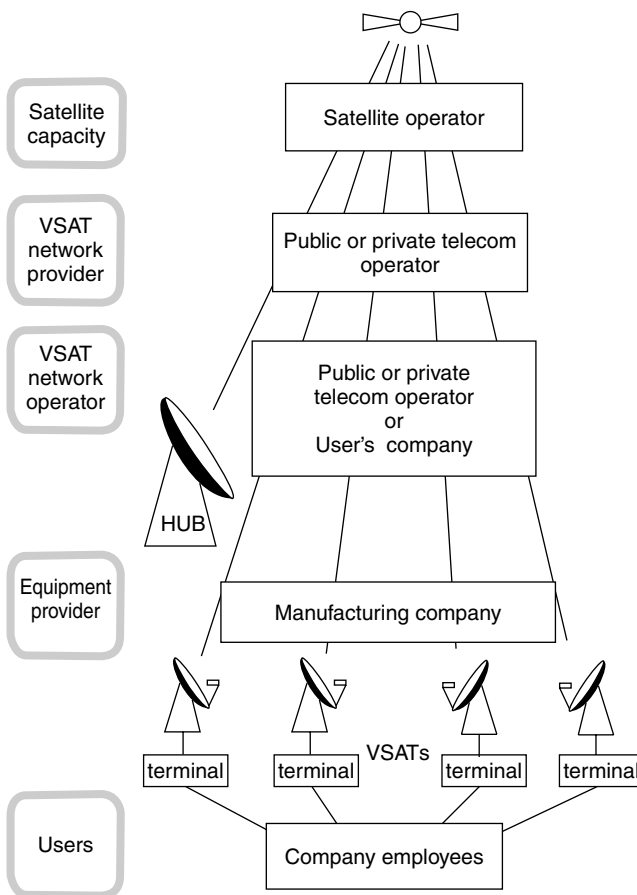 Satellite
capacity
Satellite operator
VSAT
network
provider
Public or private telecom
operator
VSAT
network
operator
Public or private
telecom operator
or
User's company
HUB
Equipment
provider
Manufacturing company
VSATs
terminal
terminal
terminal
terminal
Users
Company employees